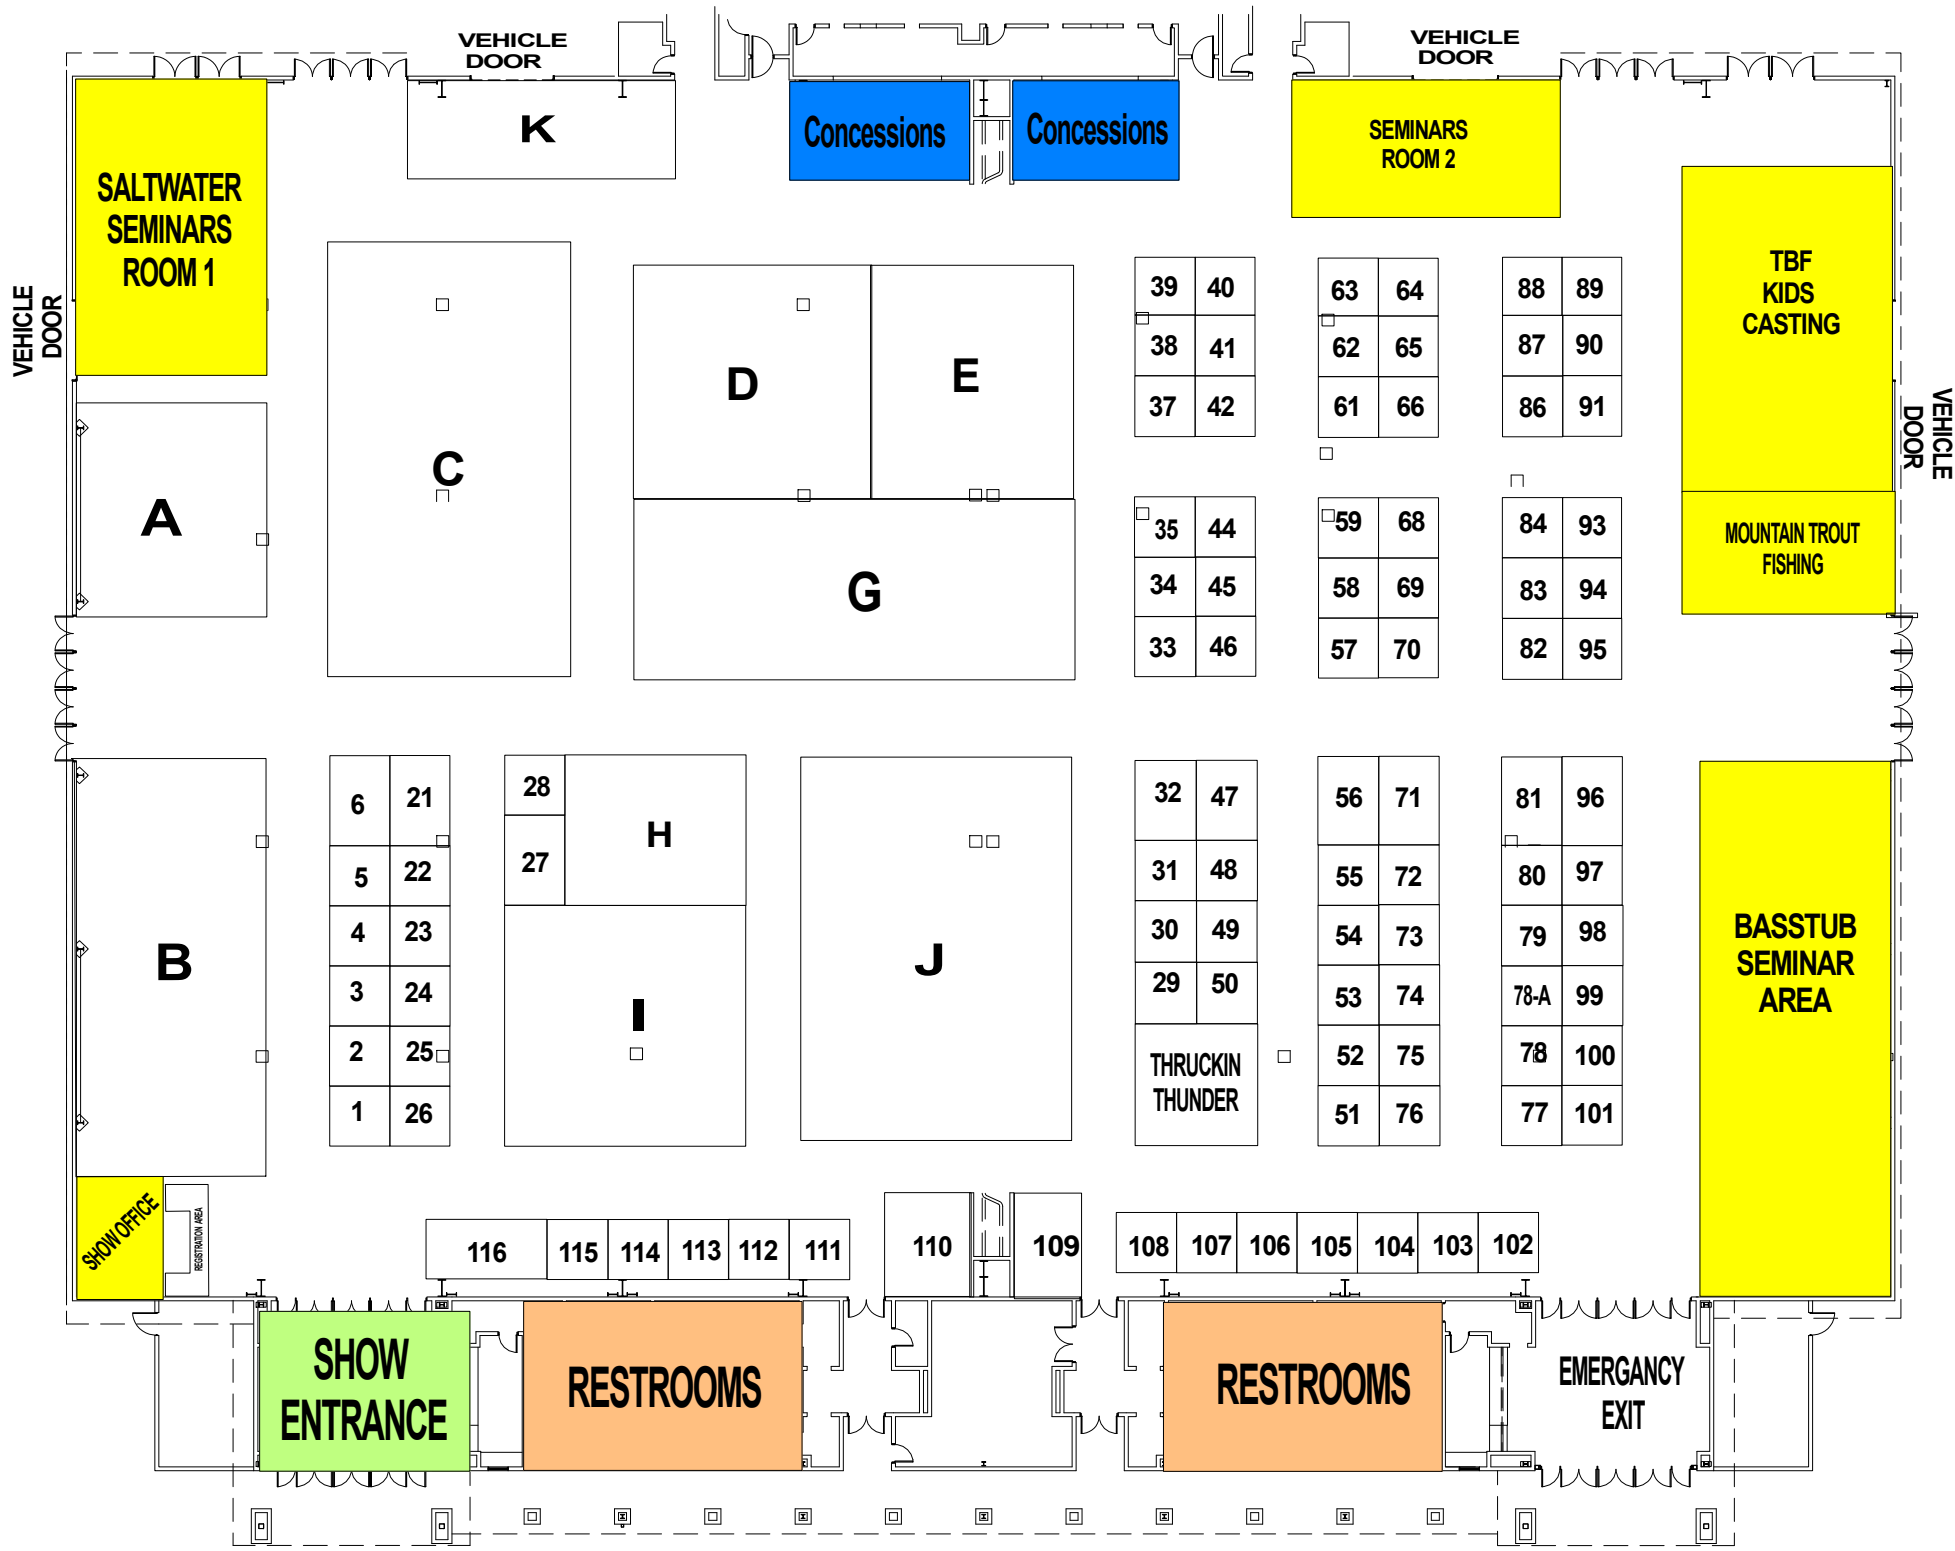 VEHICLE
DOOR
VEHICLE
DOOR
K
Concessions
Concessions
SEMINARS
ROOM 2
SALTWATER
SEMINARS
ROOM 1
TBF
KIDS
CASTING
VEHICLE
DOOR
VEHICLE
DOOR
39 40
63 64
88 89
38 41
62 65
87 90
37 42
61 66
86 91
A
C
D
E
G
35 44
59 68
84 93
34 45
58 69
83 94
33 46
57 70
82 95
MOUNTAIN TROUT
FISHING
B
6 21
5 22
4 23
3 24
2 25
1 26
28
27
H
I
J
32 47
31 48
30 49
29 50
THRUCKIN
THUNDER
56 71
55 72
54 73
53 74
52 75
51 76
81 96
80 97
79 98
78-A 99
78 100
77 101
BASSTUB
SEMINAR
AREA
SHOW OFFICE
REGISTRATION AREA
116 115 114 113 112 111
110
109
108 107 106 105 104 103 102
SHOW
ENTRANCE
RESTROOMS
RESTROOMS
EMERGANCY
EXIT